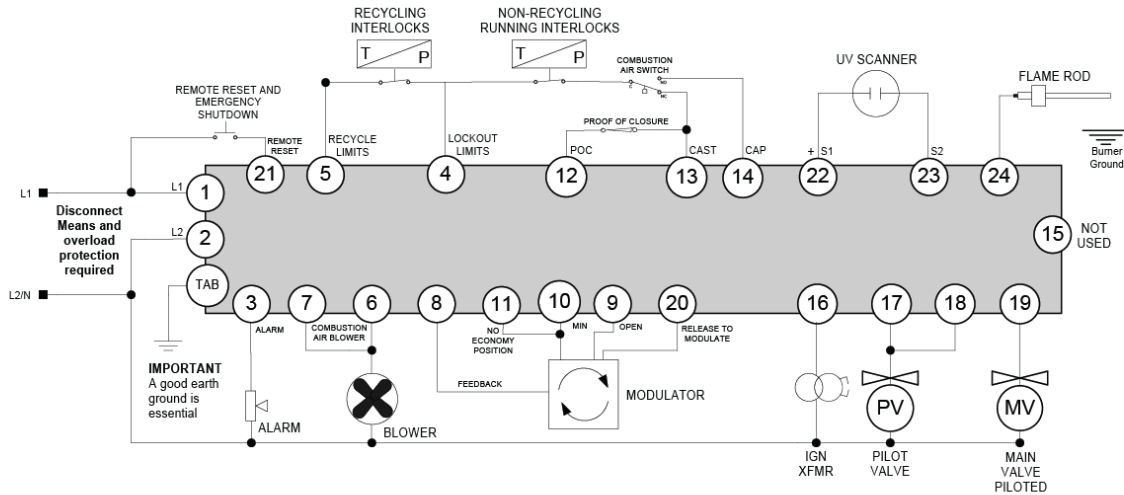 RECYCLING
INTERLOCKS
T P
NON-RECYCLING
RUNNING INTERLOCKS
T P
COMBUSTION
AIR SWITCH
C
NO
NC
UV SCANNER
FLAME ROD
REMOTE RESET AND
EMERGENCY
SHUTDOWN
REMOTE
RESET
RECYCLE
LIMITS
LOCKOUT
LIMITS
PROOF OF CLOSURE
POC
CAST
CAP
+ S1
S2
Burner
Ground
21
5
4
12
13
14
22
23
24
L1
L1
1
Disconnect
Means and
overload
protection
required
L2
2
L2/N
TAB
15
NOT
USED
3
7
6
8
11
10
9
20
16
17
18
19
ALARM
COMBUSTION
AIR BLOWER
NO
ECONOMY
POSITION
MIN
OPEN
RELEASE TO
MODULATE
IMPORTANT
A good earth
ground is
essential
FEEDBACK
MODULATOR
ALARM
BLOWER
PV
MV
IGN
XFMR
PILOT
VALVE
MAIN
VALVE
PILOTED